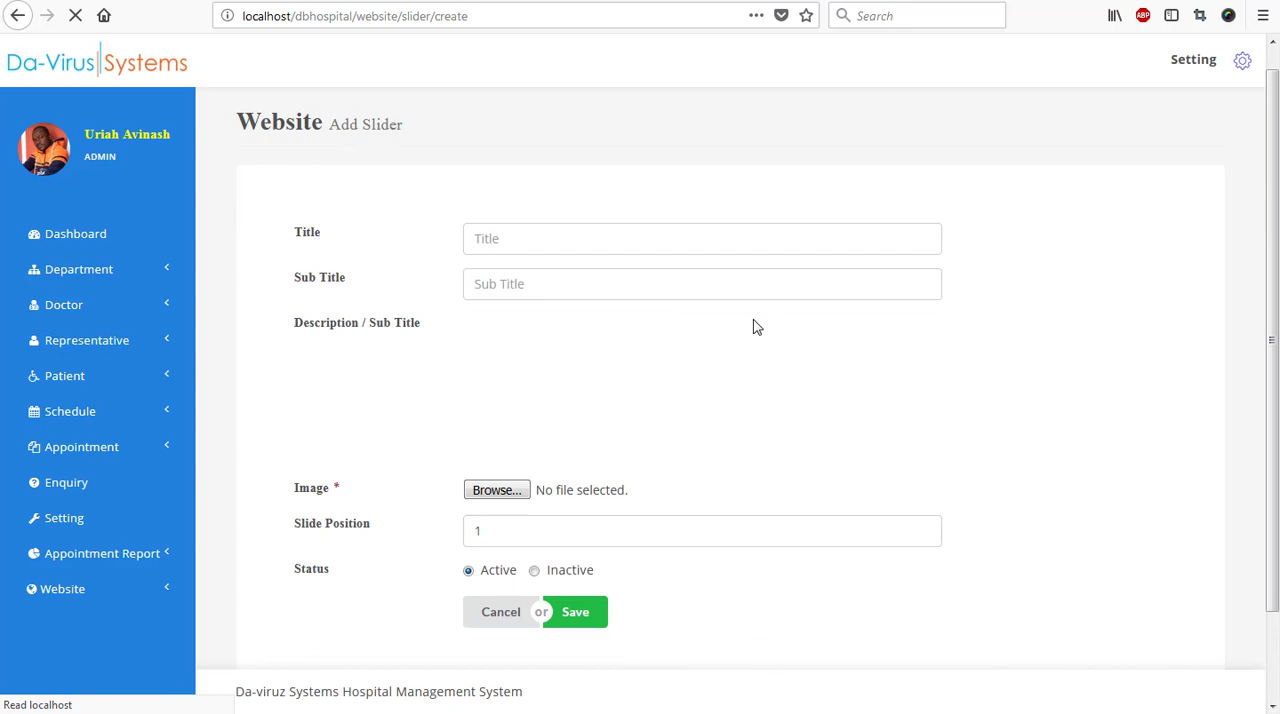 localhost/dbhospital/website/slider/create
Search
ABP
Da-Virus Systems
Setting
Uriah Avinash
ADMIN
Dashboard
Department
Doctor
Representative
Patient
Schedule
Appointment
Enquiry
Setting
Appointment Report
Website
Website Add Slider
Title
Title
Sub Title
Sub Title
Description / Sub Title
Image *
Browse... No file selected.
Slide Position
1
Status
Active Inactive
Cancel or Save
Da-viruz Systems Hospital Management System
Read localhost